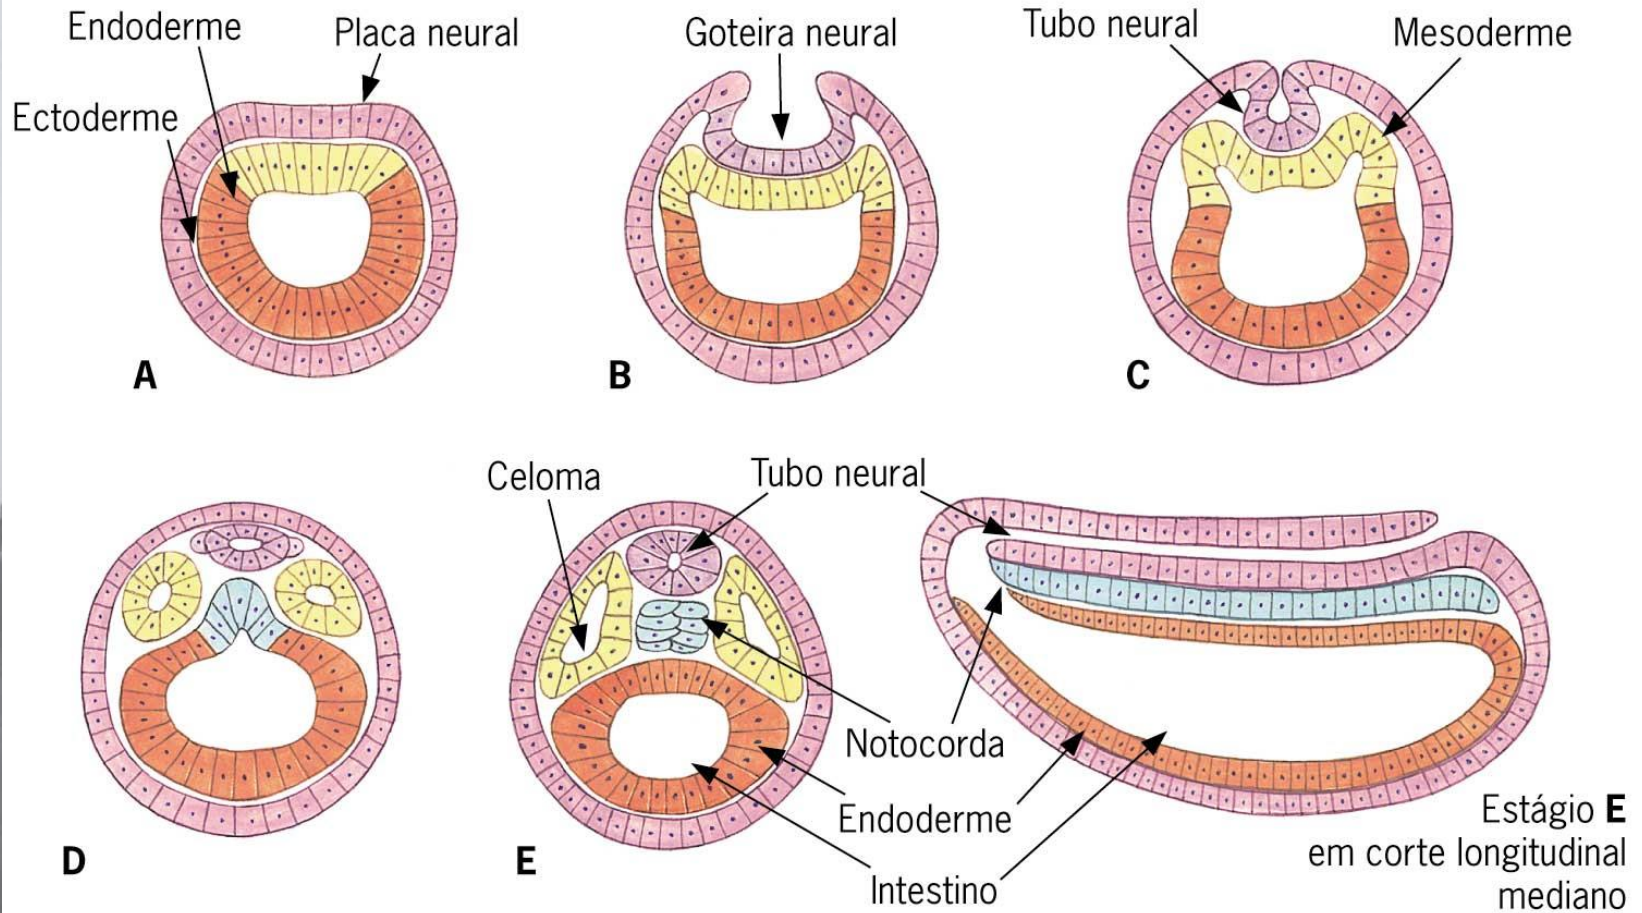 Endoderme
Placa neural
Ectoderme
A
Goteira neural
B
Tubo neural
Mesoderme
C
D
Celoma
Tubo neural
Notocorda
Endoderme
Intestino
E
Estágio E
em corte longitudinal
mediano